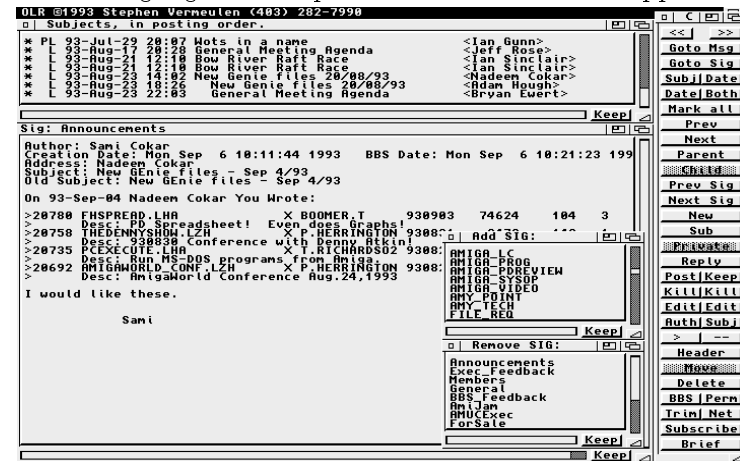 OLR ©1993 Stephen Vermeulen (403) 282-7990
Subjects, in posting order.
* PL 93-Jul-29 20:07 Wots in a name <Ian Gunn>
* L 93-Aug-17 20:28 General Meeting Agenda <Jeff Rose>
* L 93-Aug-21 12:10 Bow River Raft Race <Ian Sinclair>
* L 93-Aug-21 12:10 Bow River Raft Race <Ian Sinclair>
* L 93-Aug-23 14:02 New Genie files 20/08/93 <Nadeem Cokar>
* L 93-Aug-23 18:26 New Genie files 20/08/93 <Adam Hough>
* L 93-Aug-23 22:03 General Meeting Agenda <Bryan Ewert>
Keep
Sig: Announcements
Author: Sami Cokar
Creation Date: Mon Sep 6 10:11:44 1993 BBS Date: Mon Sep 6 10:21:23 199
Address: Nadeem Cokar
Subject: New GEnie files - Sep 4/93
Old Subject: New GEnie files - Sep 4/93
On 93-Sep-04 Nadeem Cokar You Wrote:
>20780 FHSPREAD.LHA X BOOMER.T 930903 74624 104 3
> Desc: PD Spreadsheet! Even does Graphs!
>20758 THEDENNYSHOW.LZH X P.HERRINGTON
> Desc: 930830 Conference with Denny Atkin!
>20735 PCEXECUTE.LHA X T.RICHARDSO2 9308
> Desc: Run MS-DOS programs from Amiga.
>20692 AMIGAWORLD_CONF.LZH X P.HERRINGTON 9308
> Desc: AmigaWorld Conference Aug.24,1993
I would like these.
Sami
Keep
Add SIG:
AMIGA_LC
AMIGA_PROG
AMIGA_PDREVIEW
AMIGA_SYSOP
AMIGA_VIDEO
AMY_POINT
AMY_TECH
FILE_REQ
Keep
Remove SIG:
Announcements
Exec_Feedback
Members
General
BBS_Feedback
AmiJam
AMUCExec
ForSale
Keep
C
<< >>
Goto Msg
Goto Sig
Subj Date
Date Both
Mark all
Prev
Next
Parent
Child
Prev Sig
Next Sig
New
Sub
Private
Reply
Post Keep
Kill Kill
Edit Edit
Auth Subj
> --
Header
Move
Delete
BBS Perm
Trim Net
Subscribe
Brief